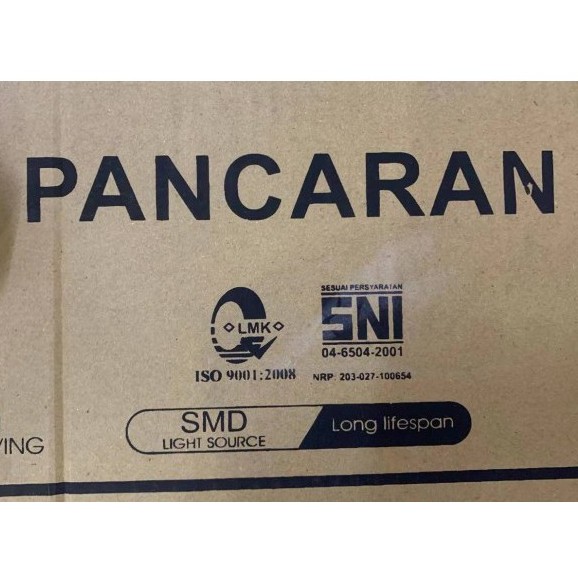 PANCARAN
LMK
ISO 9001:2008
SESUAI PERSYARATAN
SNI
04-6504-2001
NRP: 203-027-100654
SMD
LIGHT SOURCE
Long lifespan
VING